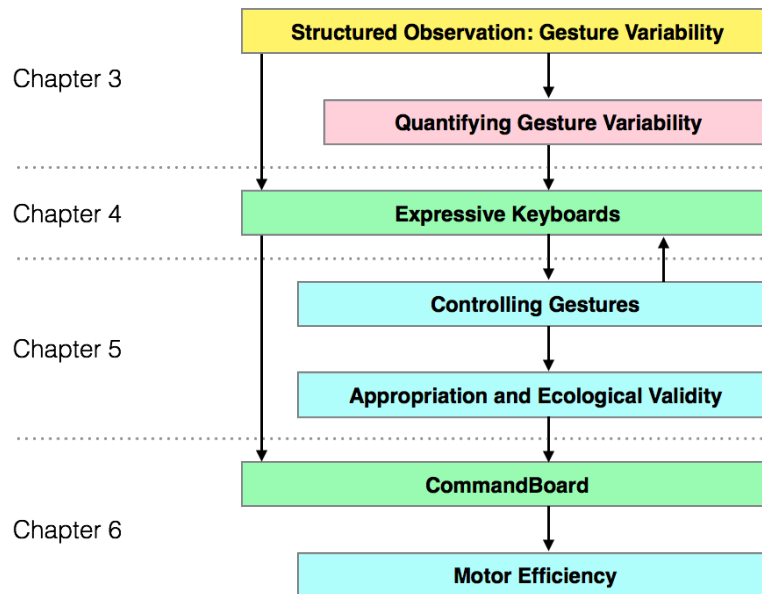 Structured Observation: Gesture Variability
Chapter 3
Quantifying Gesture Variability
Chapter 4
Expressive Keyboards
Controlling Gestures
Chapter 5
Appropriation and Ecological Validity
CommandBoard
Chapter 6
Motor Efficiency